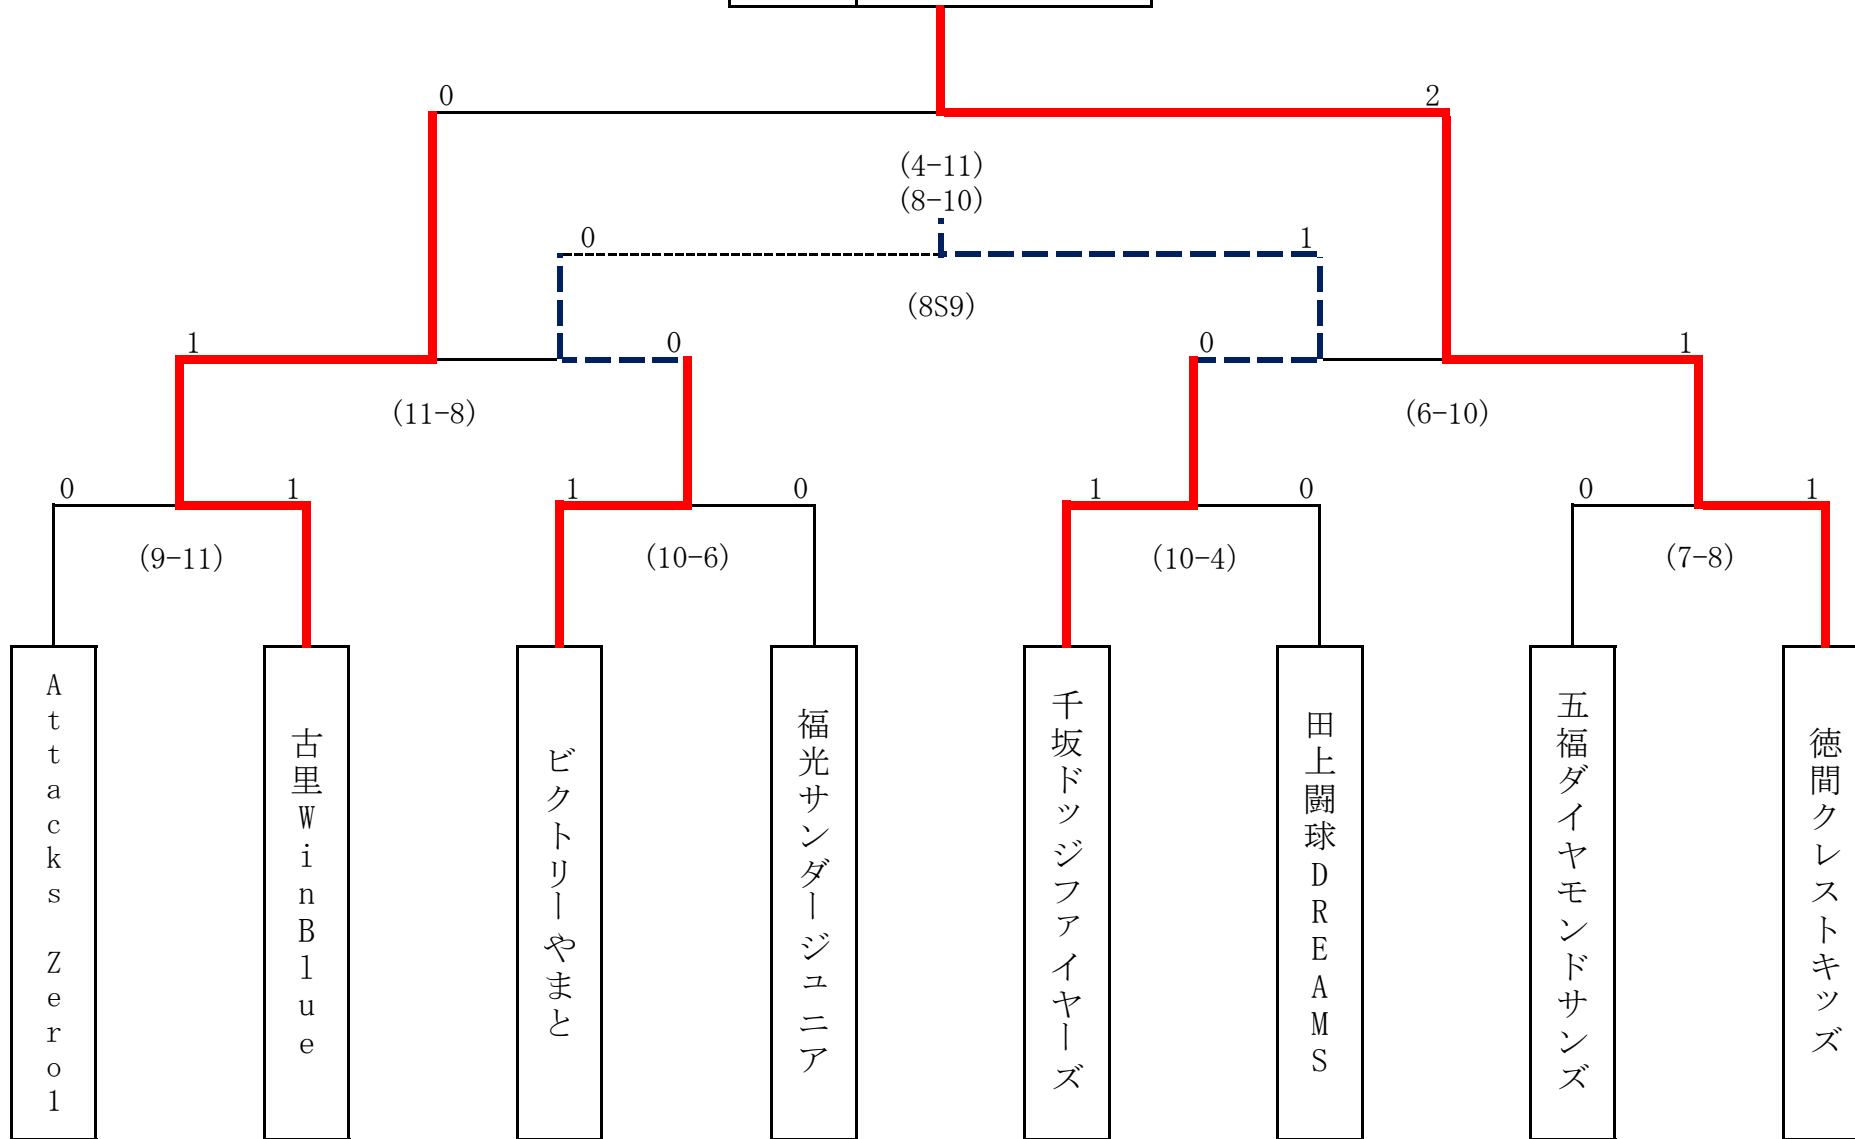 0
2
(4-11)
(8-10)
0
1
(8S9)
1
0
0
1
(11-8)
(6-10)
0
1
1
0
1
0
0
1
(9-11)
(10-6)
(10-4)
(7-8)
Attacks Zero1
古里WinBlue
ビクトリーやまと
福光サンダージュニア
千坂ドッジファイヤーズ
田上闘球DREAMS
五福ダイヤモンドサンズ
徳間クレストキッズ